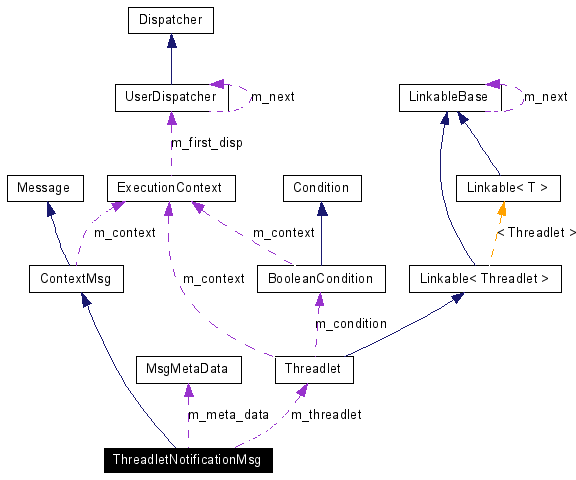 Dispatcher
UserDispatcher
LinkableBase
m_next
m_next
m_first_disp
Message
ExecutionContext
Condition
Linkable< T >
m_context
m_context
< Threadlet >
ContextMsg
m_context
BooleanCondition
Linkable< Threadlet >
m_condition
MsgMetaData
Threadlet
m_meta_data
m_threadlet
ThreadletNotificationMsg